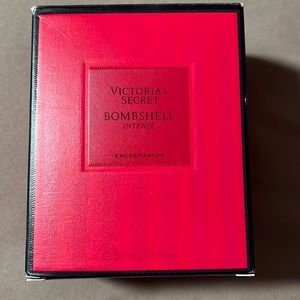 VICTORIA'S
SECRET
BOMBSHELL
INTENSE
EAU DE PARFUM